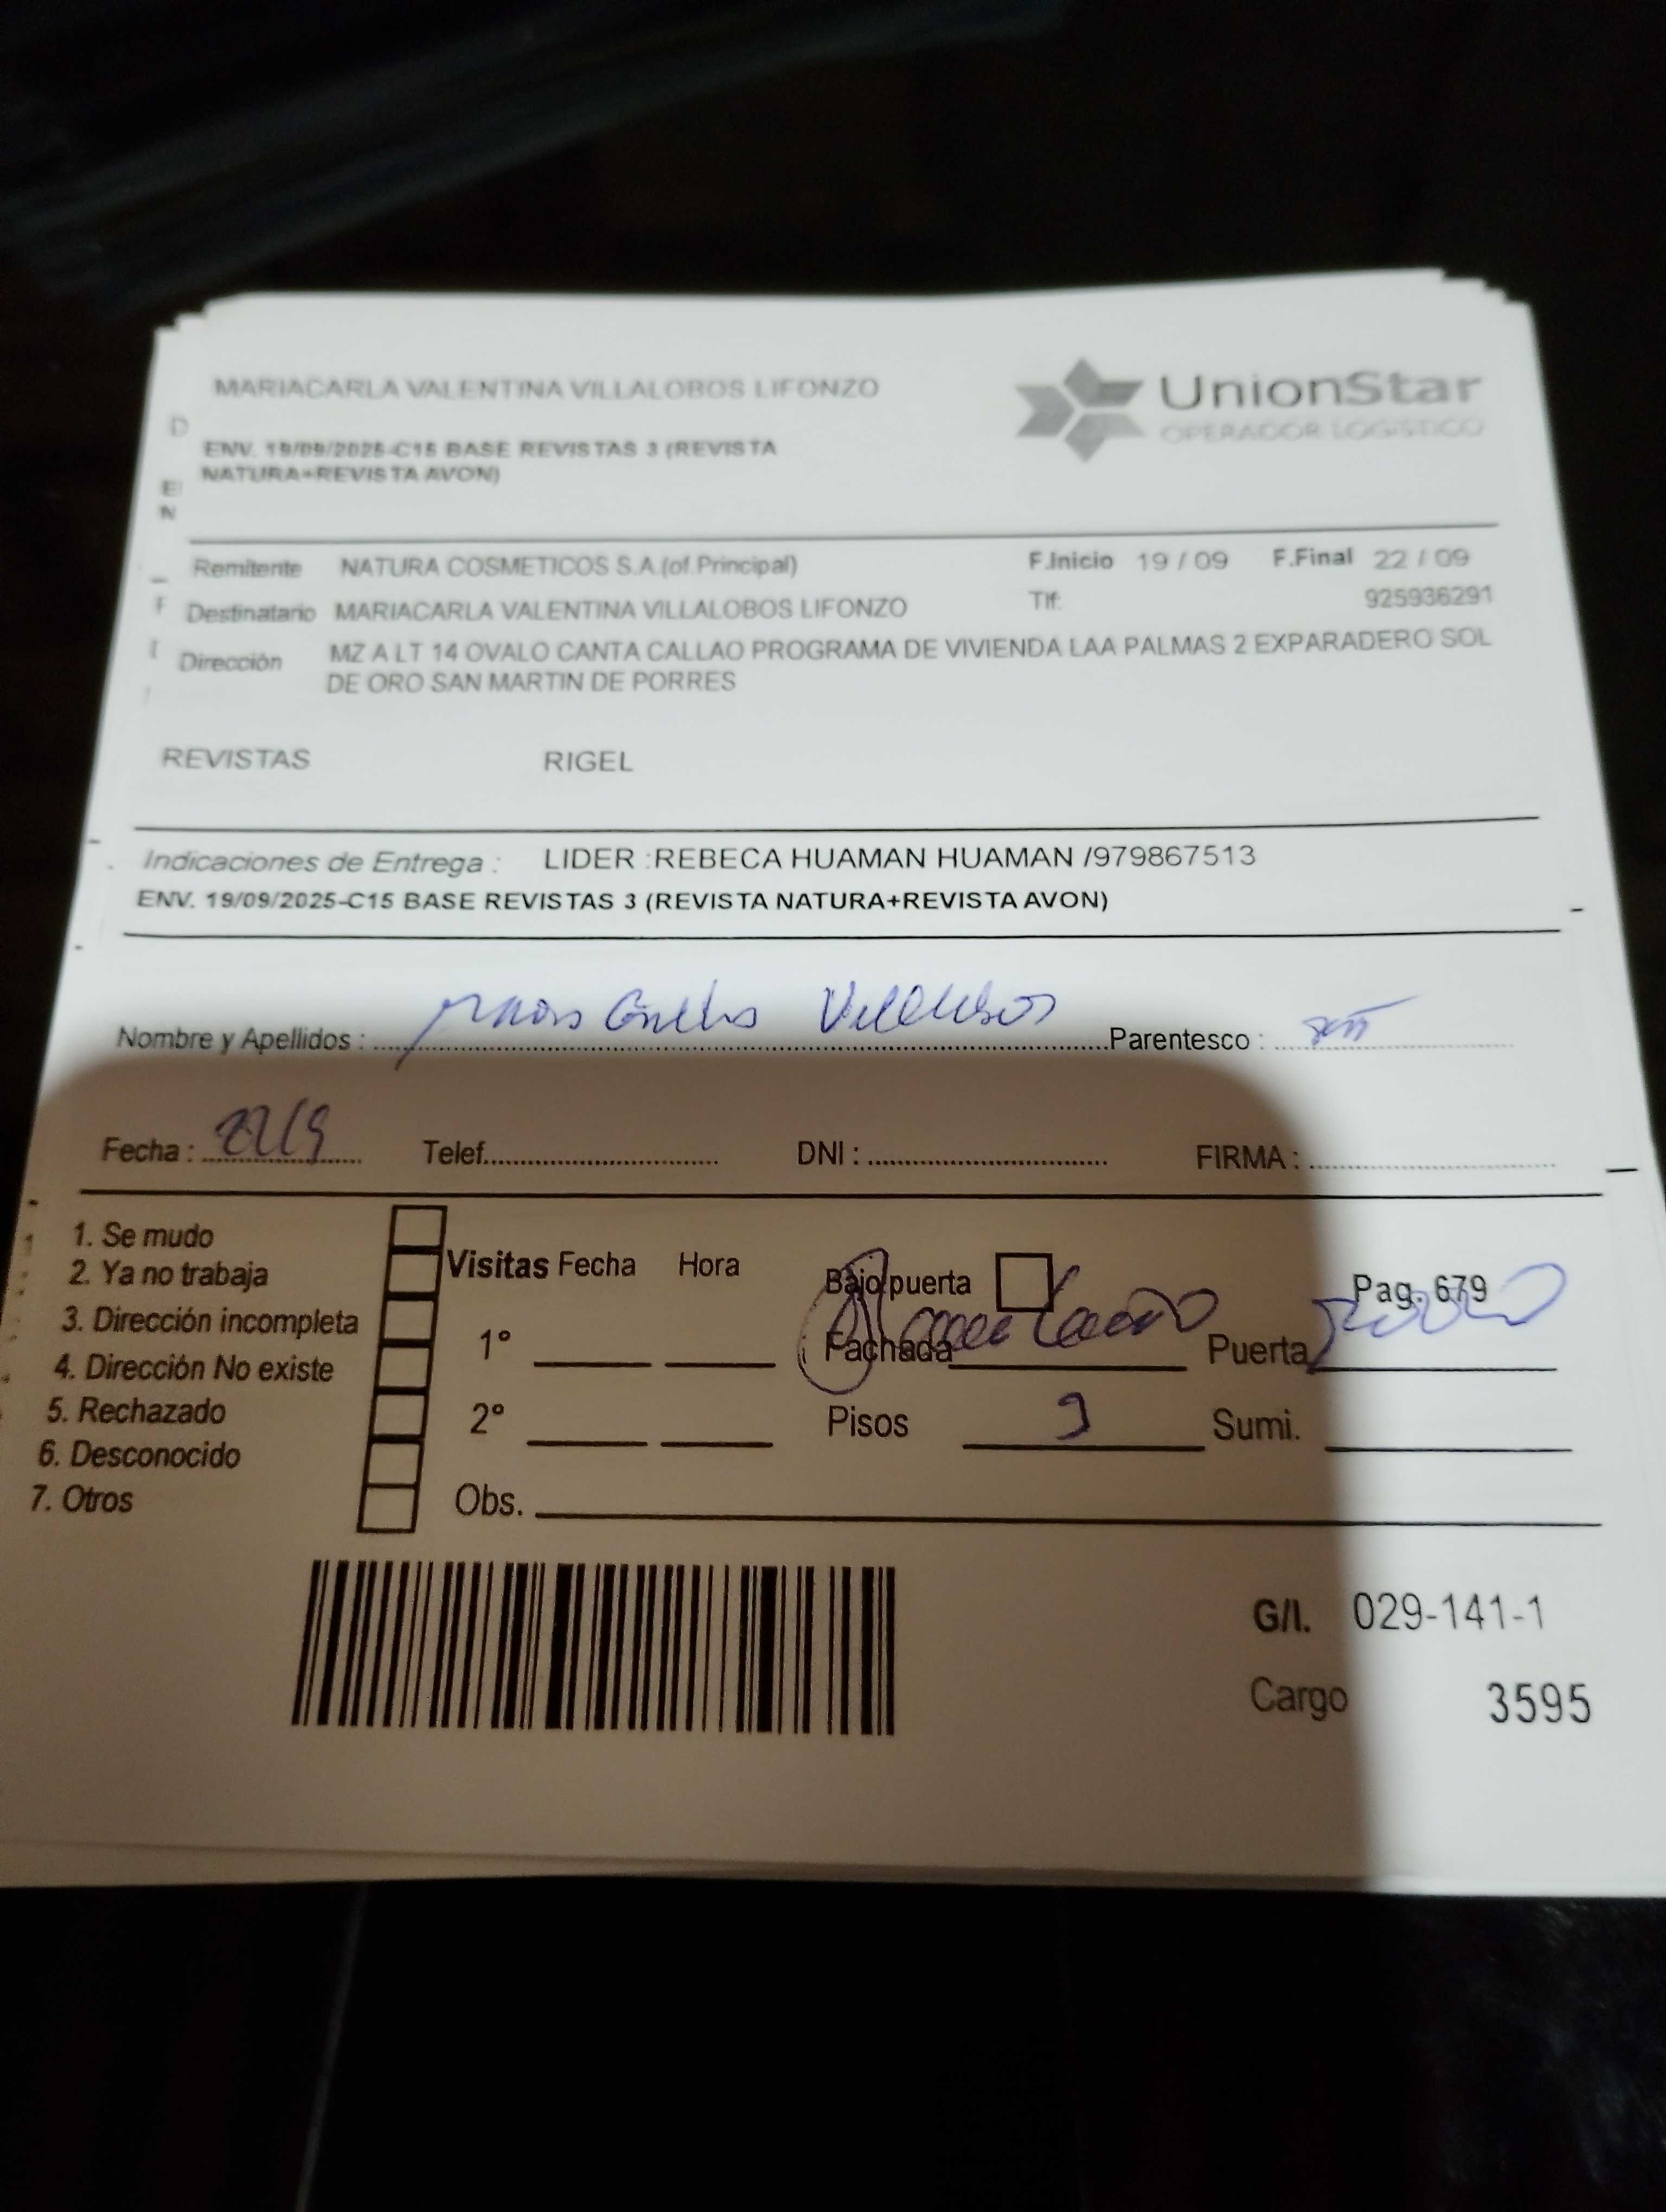 MARIACARLA VALENTINA VILLALOBOS LIFONZO
UnionStar
OPERADOR LOGISTICO
D
ENV. 19/09/2025-C15 BASE REVISTAS 3 (REVISTA
NATURA+REVISTA AVON)
E
N
Remitente NATURA COSMETICOS S.A.(of.Principal) F.Inicio 19 / 09 F.Final 22 / 09
Destinatario MARIACARLA VALENTINA VILLALOBOS LIFONZO Tlf: 925936291
Dirección MZ A LT 14 OVALO CANTA CALLAO PROGRAMA DE VIVIENDA LAA PALMAS 2 EXPARADERO SOL
DE ORO SAN MARTIN DE PORRES
REVISTAS RIGEL
Indicaciones de Entrega : LIDER :REBECA HUAMAN HUAMAN /979867513
ENV. 19/09/2025-C15 BASE REVISTAS 3 (REVISTA NATURA+REVISTA AVON)
Nombre y Apellidos : Villalobos Parentesco :
Fecha : Telef. DNI : FIRMA :
1. Se mudo
2. Ya no trabaja
3. Dirección incompleta
4. Dirección No existe
5. Rechazado
6. Desconocido
7. Otros
Visitas Fecha Hora
1°
2°
Obs.
Bajo puerta Pag. 679
Fachada Puerta
Pisos Sumi.
G/I. 029-141-1
Cargo 3595